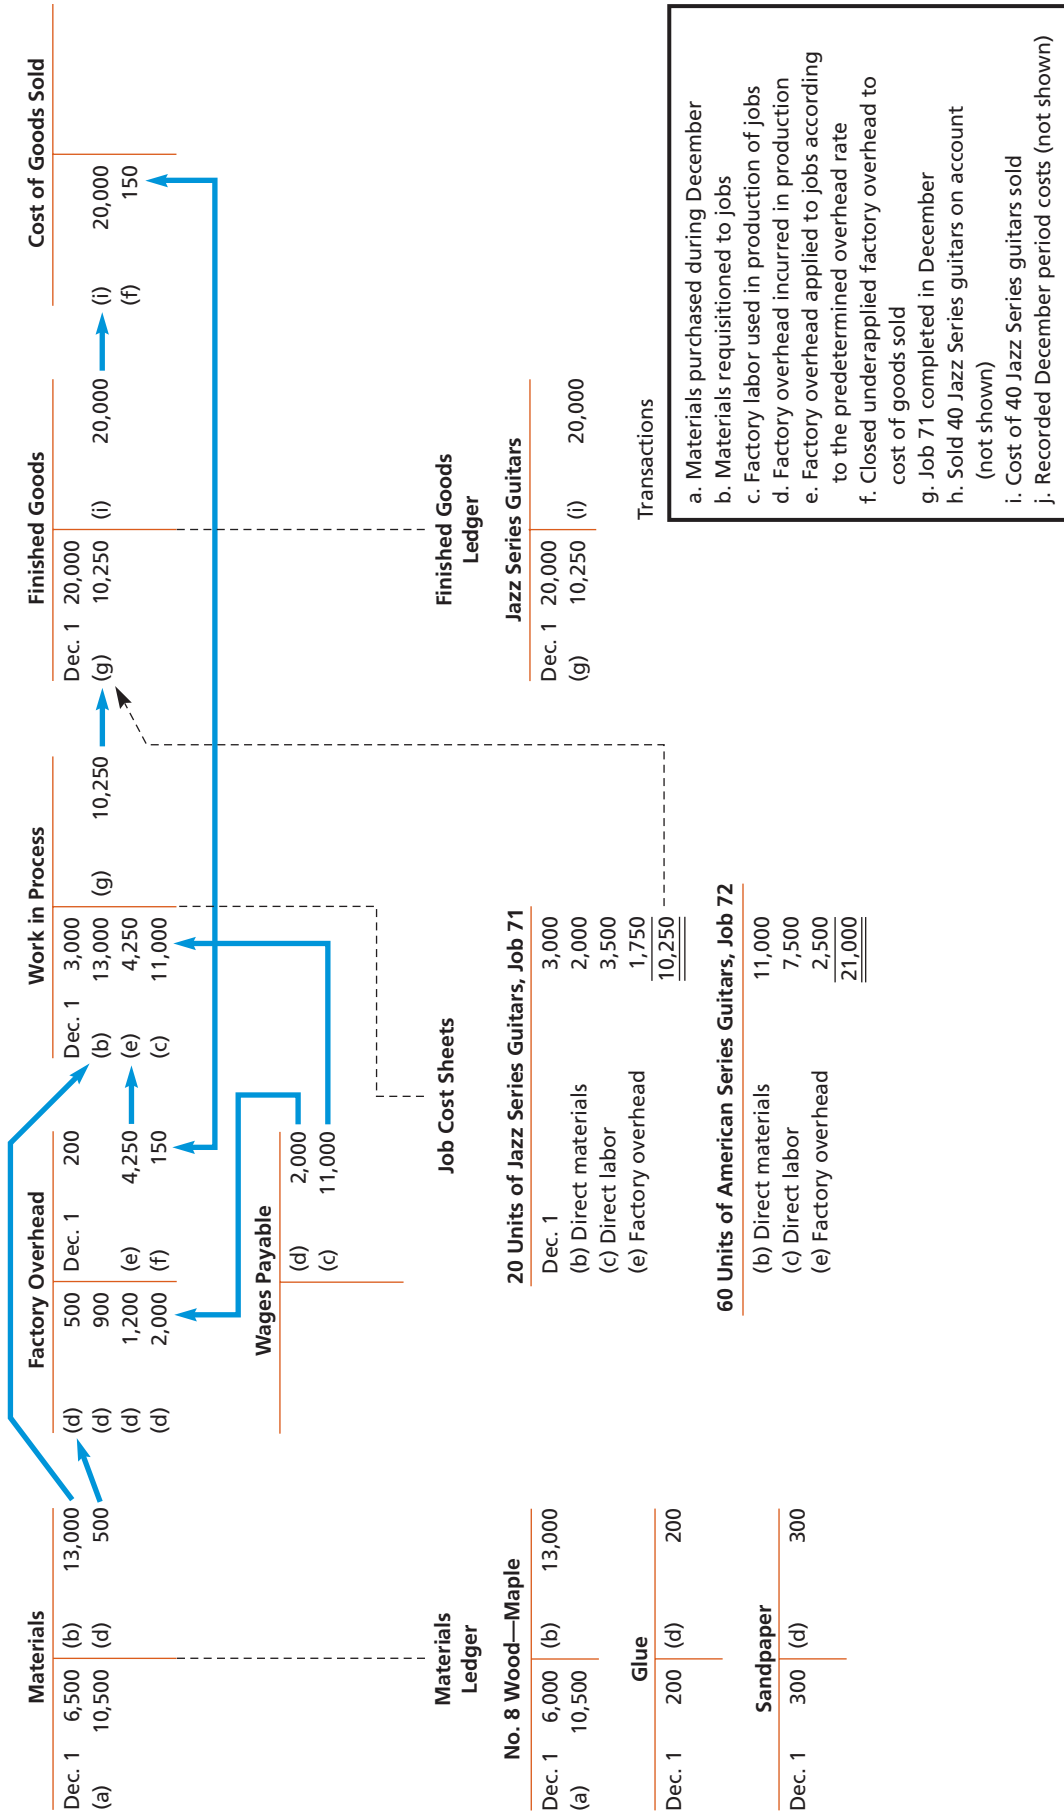 Materials
Dec. 1 6,500 (b) 13,000
(a) 10,500 (d) 500
Factory Overhead
(d) 500 Dec. 1 200
(d) 900
(d) 1,200 (e) 4,250
(d) 2,000 (f) 150
Wages Payable
(d) 2,000
(c) 11,000
Work in Process
Dec. 1 3,000
(b) 13,000 (g) 10,250
(e) 4,250
(c) 11,000
Finished Goods
Dec. 1 20,000
(g) 10,250 (i) 20,000
Cost of Goods Sold
(i) 20,000
(f) 150
Materials
Ledger
No. 8 Wood—Maple
Dec. 1 6,000 (b) 13,000
(a) 10,500
Glue
Dec. 1 200 (d) 200
Sandpaper
Dec. 1 300 (d) 300
Job Cost Sheets
20 Units of Jazz Series Guitars, Job 71
Dec. 1 3,000
(b) Direct materials 2,000
(c) Direct labor 3,500
(e) Factory overhead 1,750
10,250
60 Units of American Series Guitars, Job 72
(b) Direct materials 11,000
(c) Direct labor 7,500
(e) Factory overhead 2,500
21,000
Finished Goods
Ledger
Jazz Series Guitars
Dec. 1 20,000
(g) 10,250 (i) 20,000
Transactions
a. Materials purchased during December
b. Materials requisitioned to jobs
c. Factory labor used in production of jobs
d. Factory overhead incurred in production
e. Factory overhead applied to jobs according
to the predetermined overhead rate
f. Closed underapplied factory overhead to
cost of goods sold
g. Job 71 completed in December
h. Sold 40 Jazz Series guitars on account
(not shown)
i. Cost of 40 Jazz Series guitars sold
j. Recorded December period costs (not shown)